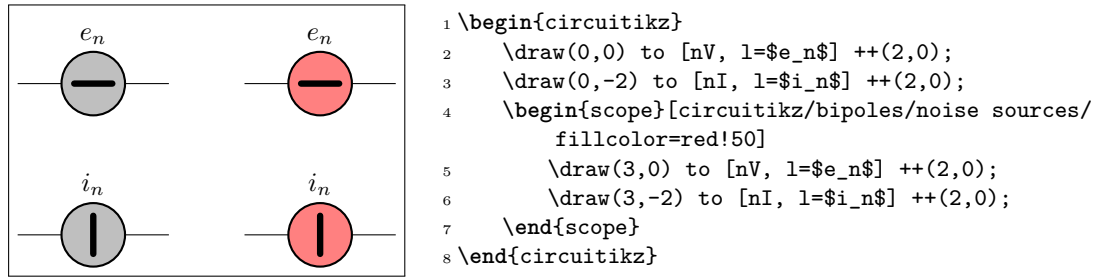 e_n e_n
i_n i_n
1 \begin{circuitikz}
2 \draw(0,0) to [nV, l=$e_n$] ++(2,0);
3 \draw(0,-2) to [nI, l=$i_n$] ++(2,0);
4 \begin{scope}[circuitikz/bipoles/noise sources/
fillcolor=red!50]
5 \draw(3,0) to [nV, l=$e_n$] ++(2,0);
6 \draw(3,-2) to [nI, l=$i_n$] ++(2,0);
7 \end{scope}
8 \end{circuitikz}